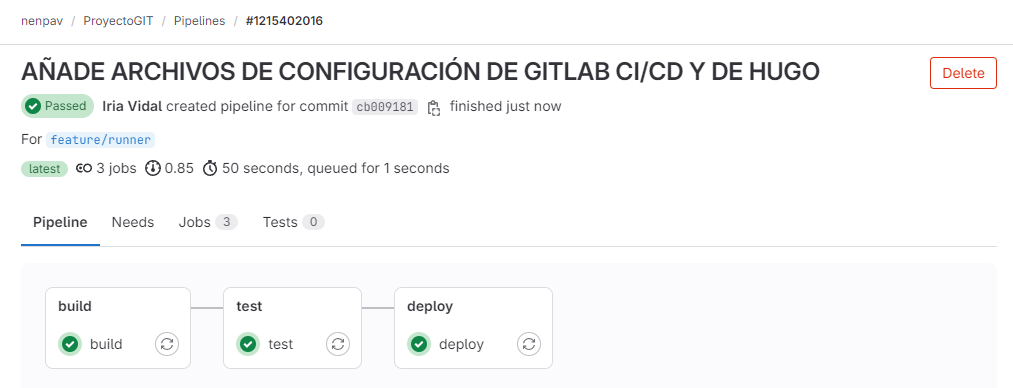 nenpav / ProyectoGIT / Pipelines / #1215402016
AÑADE ARCHIVOS DE CONFIGURACIÓN DE GITLAB CI/CD Y DE HUGO
Delete
Passed Iria Vidal created pipeline for commit cb009181 finished just now
For feature/runner
latest 3 jobs 0.85 50 seconds, queued for 1 seconds
Pipeline Needs Jobs 3 Tests 0
build test deploy
build test deploy